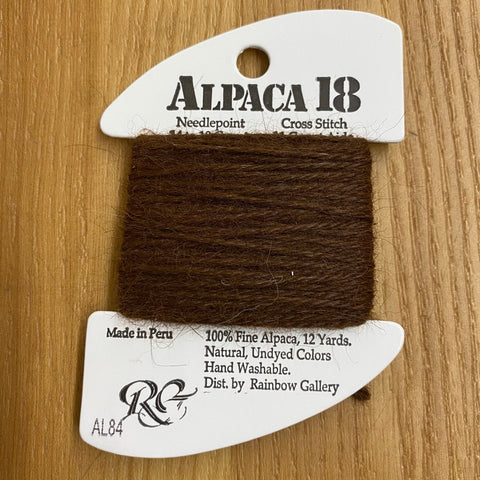 ALPACA 18
Needlepoint Cross Stitch
Made in Peru
100% Fine Alpaca, 12 Yards.
Natural, Undyed Colors
Hand Washable.
Dist. by Rainbow Gallery
RG
AL84